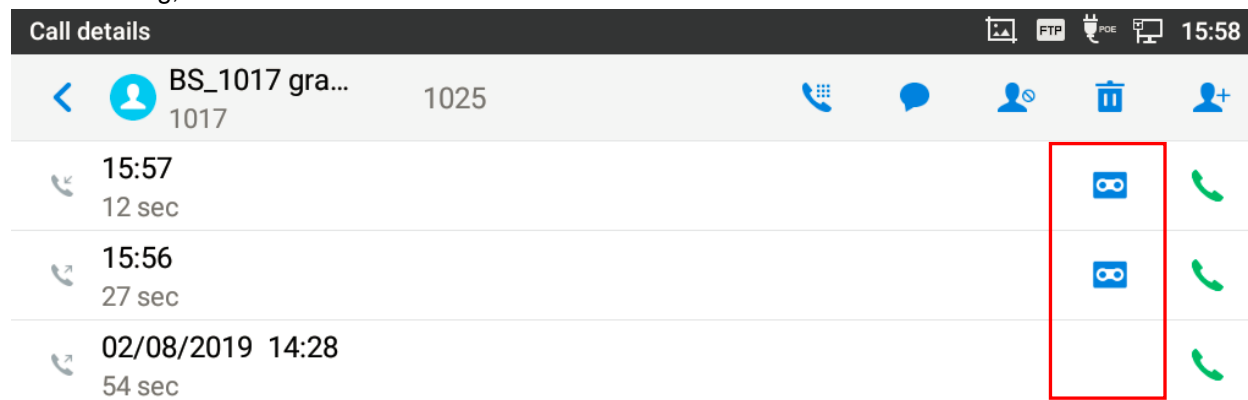 Call details FTP POE 15:58
BS_1017 gra... 1025
1017
15:57
12 sec
15:56
27 sec
02/08/2019 14:28
54 sec